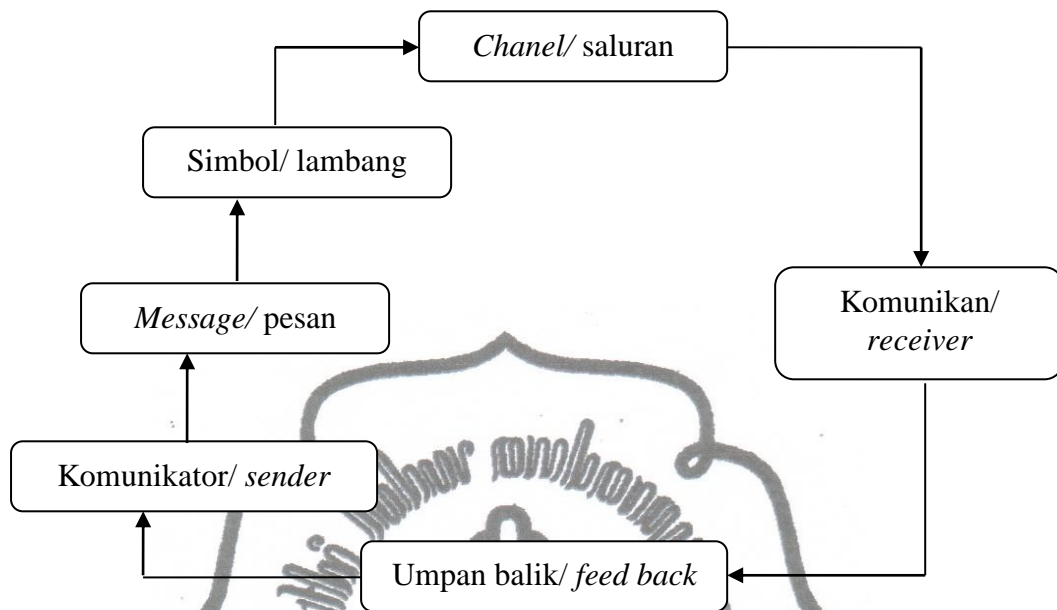 Chanel/ saluran
Simbol/ lambang
Message/ pesan
Komunikan/
receiver
Komunikator/ sender
Umpan balik/ feed back